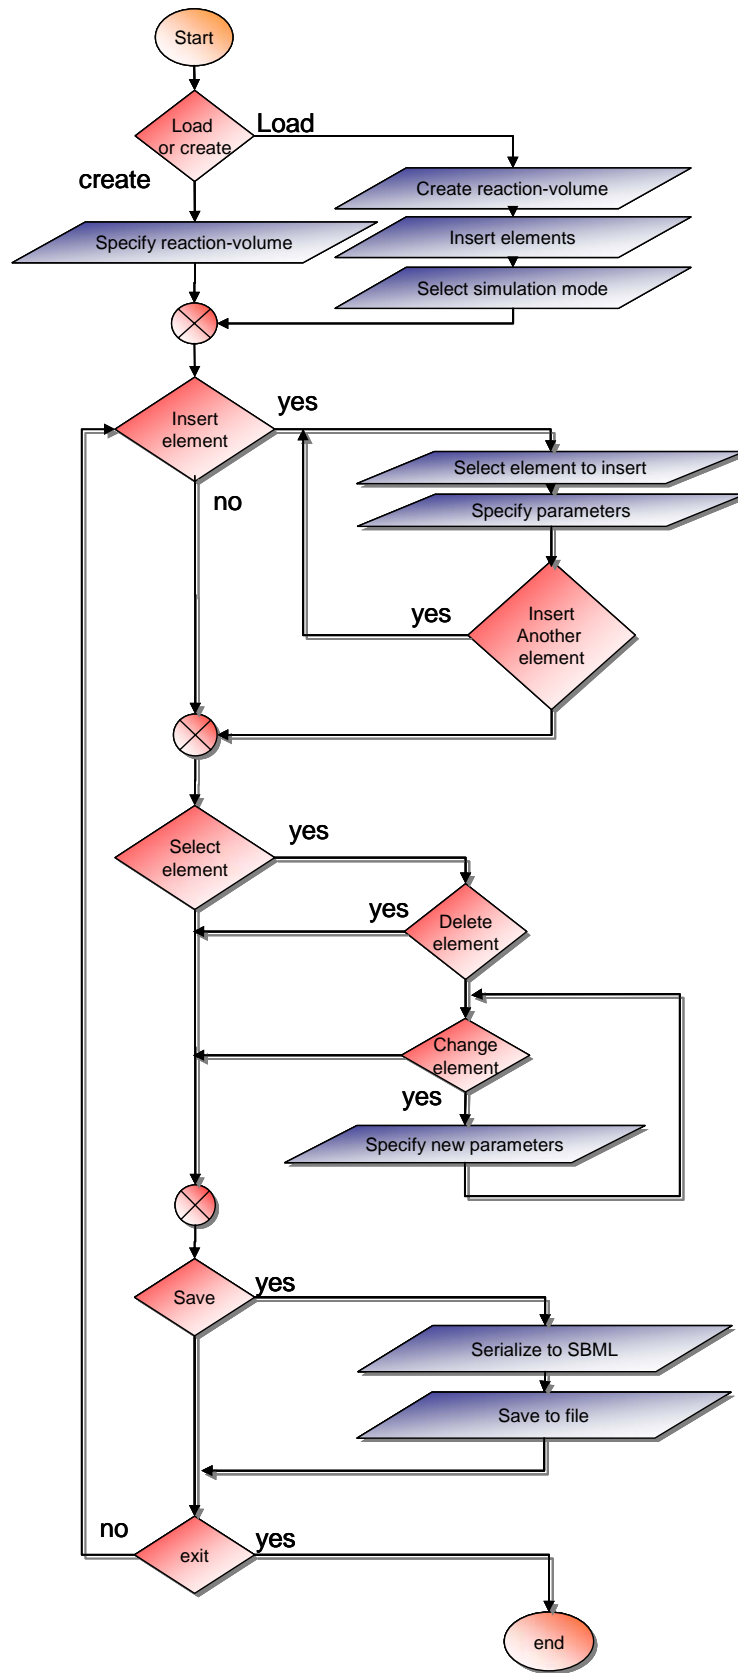 Start
Load
or create
Load
create
Create reaction-volume
Specify reaction-volume
Insert elements
Select simulation mode
Insert
element
yes
no
Select element to insert
Specify parameters
Insert
Another
element
yes
Select
element
yes
yes
Delete
element
Change
element
yes
Specify new parameters
Save
yes
Serialize to SBML
Save to file
no
exit
yes
end